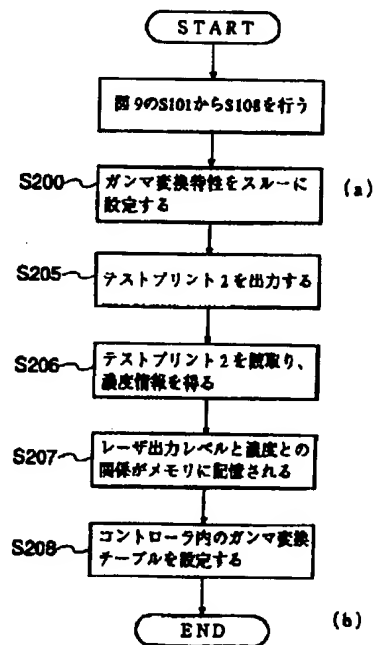 START
図9のS101からS108を行う
S200
ガンマ変換特性をスルーに
設定する
(a)
S205
テストプリント2を出力する
S206
テストプリント2を読取り、
濃度情報を得る
S207
レーザ出力レベルと濃度との
関係がメモリに記憶される
S208
コントローラ内のガンマ変換
テーブルを設定する
END
(b)